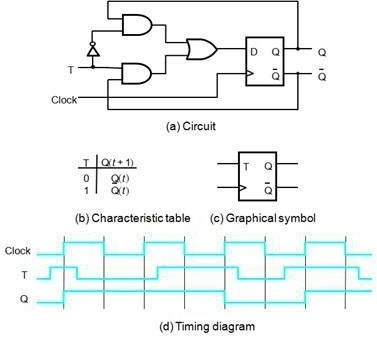 D Q Q
T
Q̅ Q̅
Clock
(a) Circuit
T Q(t + 1)
0 Q(t)
1 Q̅(t)
T Q
Q̅
(b) Characteristic table (c) Graphical symbol
Clock
T
Q
(d) Timing diagram